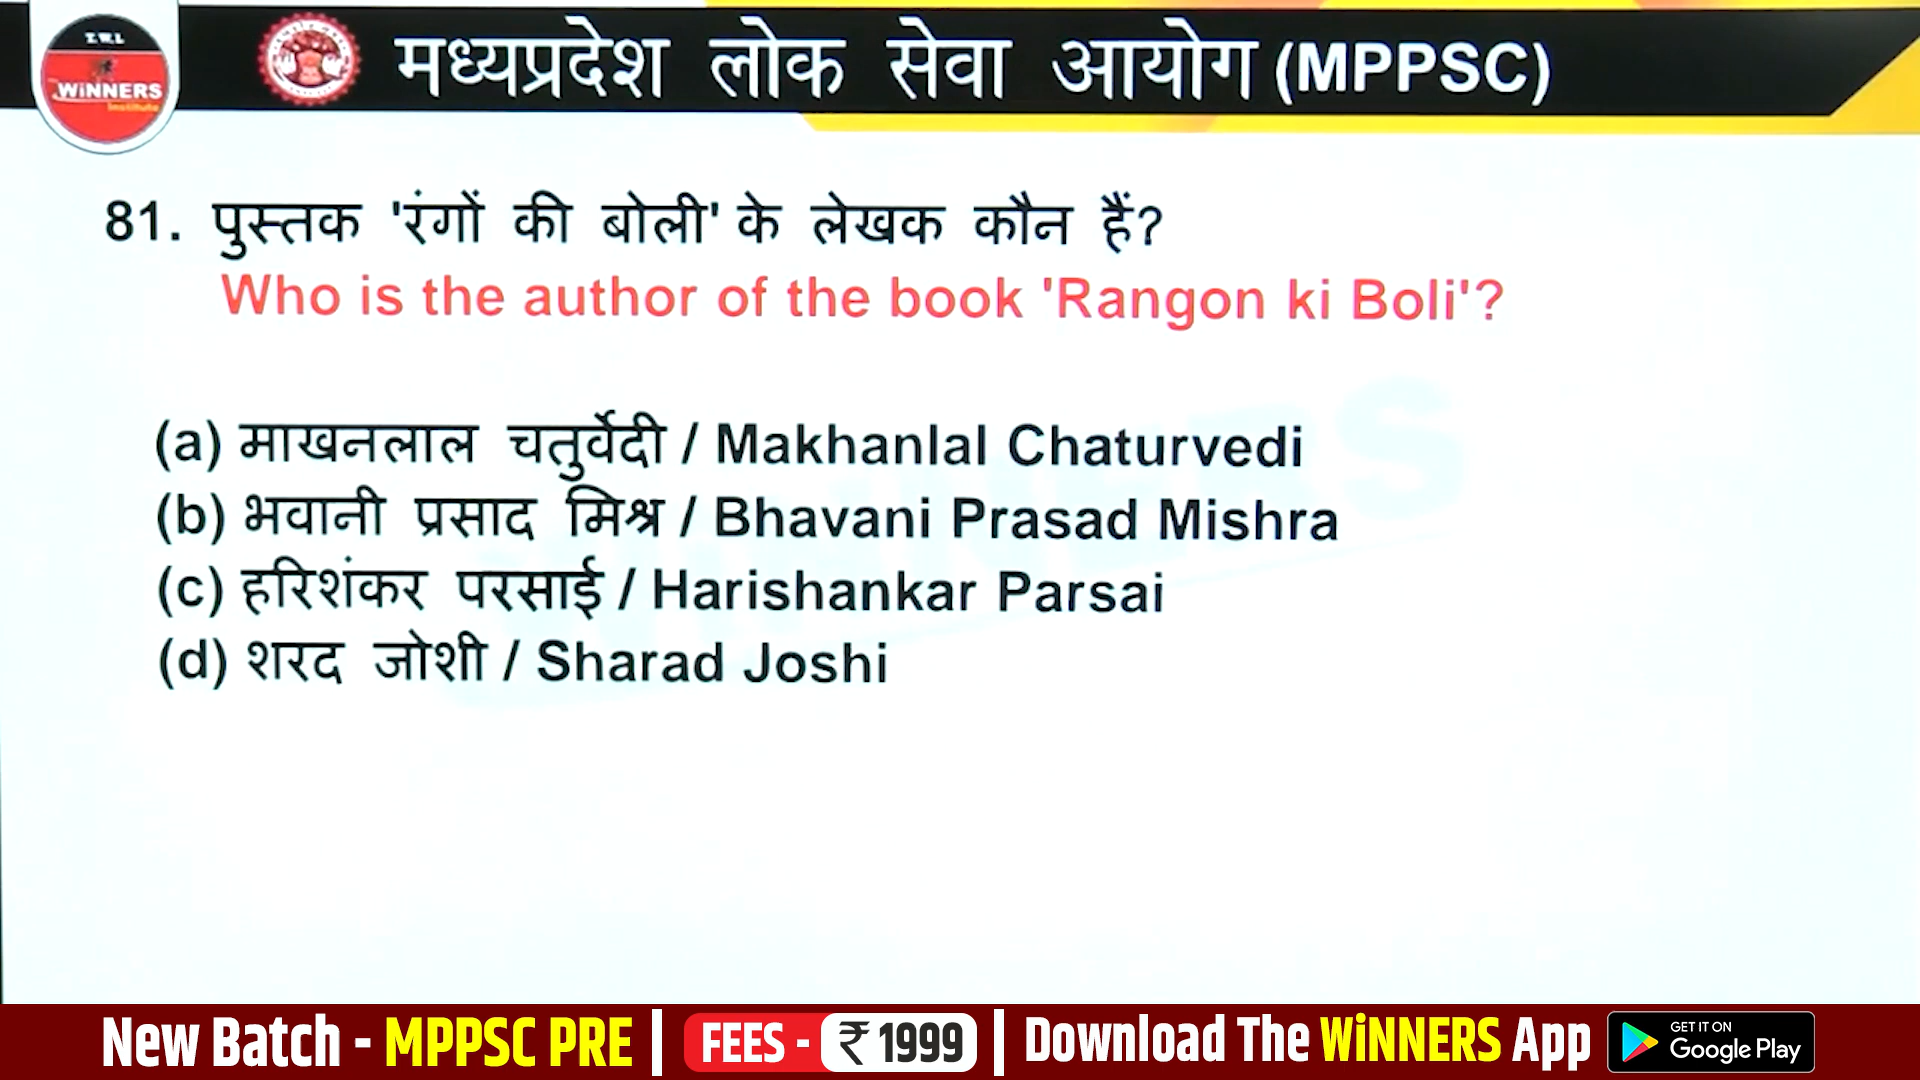 T.W.I.
WiNNERS
Institute
मध्यप्रदेश लोक सेवा आयोग (MPPSC)
81. पुस्तक 'रंगों की बोली' के लेखक कौन हैं?
Who is the author of the book 'Rangon ki Boli'?
(a) माखनलाल चतुर्वेदी / Makhanlal Chaturvedi
(b) भवानी प्रसाद मिश्र / Bhavani Prasad Mishra
(c) हरिशंकर परसाई / Harishankar Parsai
(d) शरद जोशी / Sharad Joshi
WINNERS
New Batch - MPPSC PRE | FEES - ₹ 1999 | Download The WiNNERS App GET IT ON Google Play